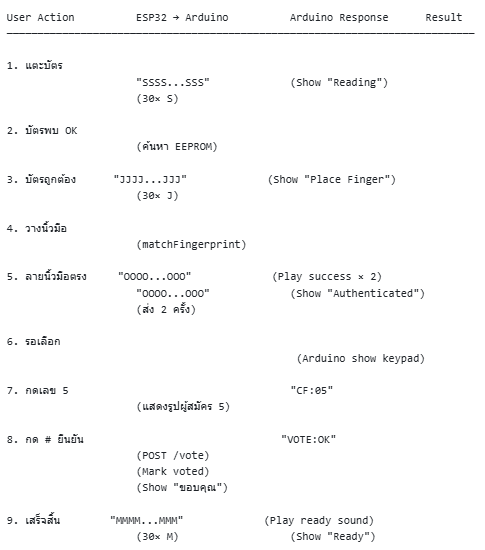 User Action ESP32 → Arduino Arduino Response Result
1. แตะบัตร
"SSSS...SSS" (Show "Reading")
(30× S)
2. บัตรพบ OK
(ค้นหา EEPROM)
3. บัตรถูกต้อง "JJJJ...JJJ" (Show "Place Finger")
(30× J)
4. วางนิ้วมือ
(matchFingerprint)
5. ลายนิ้วมือตรง "OOOO...OOO" (Play success × 2)
"OOOO...OOO" (Show "Authenticated")
(ส่ง 2 ครั้ง)
6. รอเลือก
(Arduino show keypad)
7. กดเลข 5 "CF:05"
(แสดงรูปผู้สมัคร 5)
8. กด # ยืนยัน "VOTE:OK"
(POST /vote)
(Mark voted)
(Show "ขอบคุณ")
9. เสร็จสิ้น "MMMM...MMM" (Play ready sound)
(30× M) (Show "Ready")